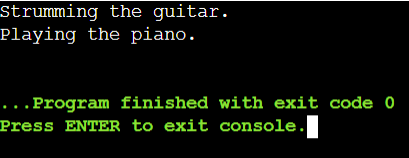 Strumming the guitar.
Playing the piano.
...Program finished with exit code 0
Press ENTER to exit console.